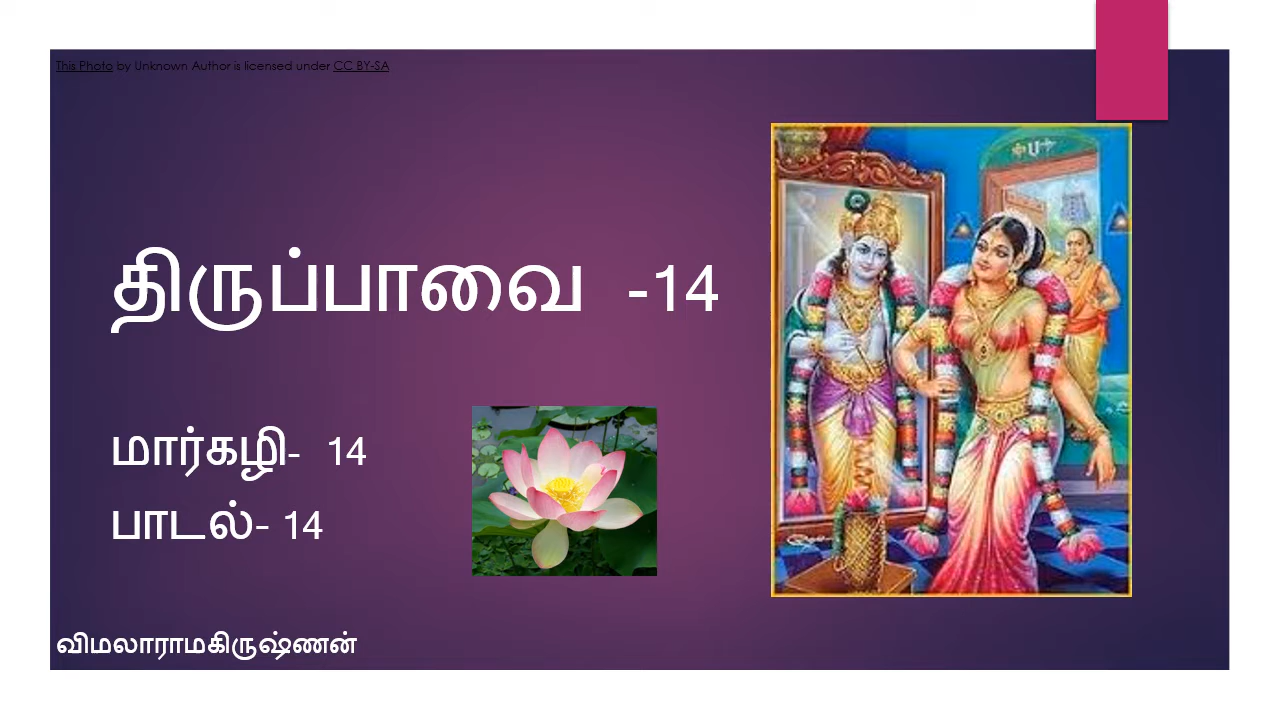 This Photo by Unknown Author is licensed under CC BY-SA
திருப்பாவை -14
மார்கழி- 14
பாடல்- 14
விமலாராமகிருஷ்ணன்